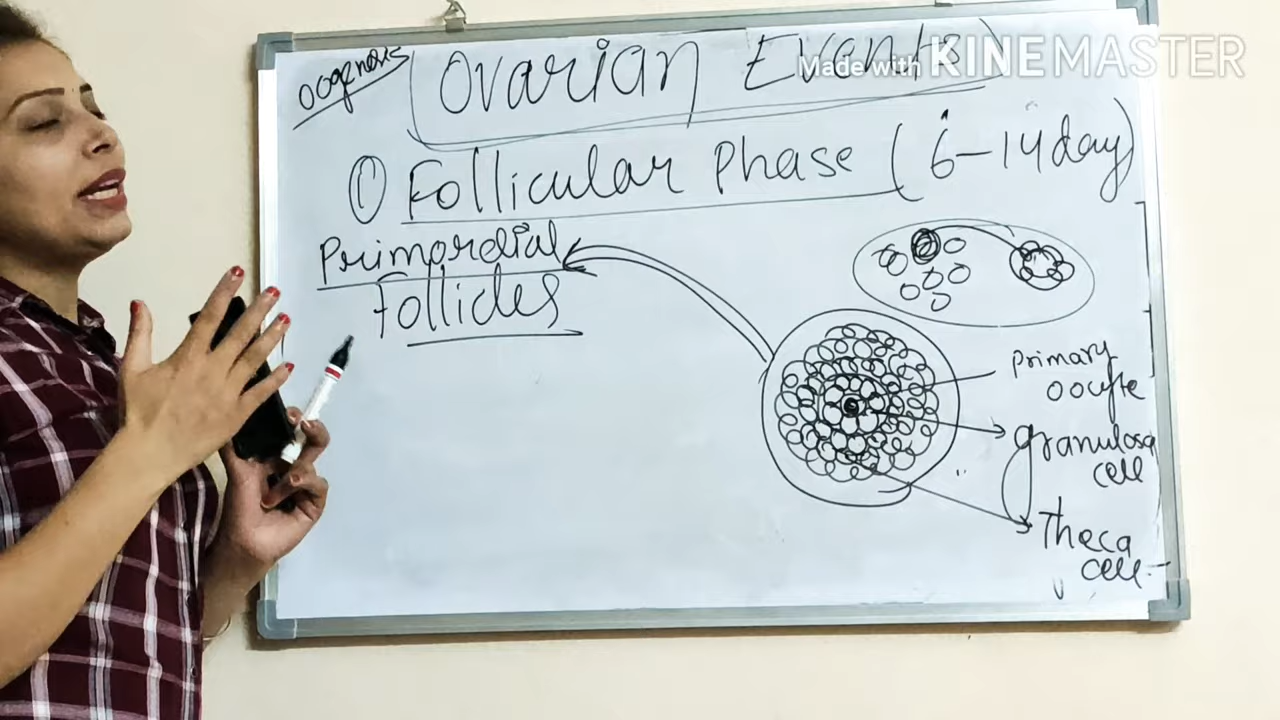 Oogenesis
Ovarian Events
Made with KINEMASTER
① Follicular Phase (6-14 day)
Primordial
Follicles
Primary
oocyte
Granulosa
cell
Theca
cell